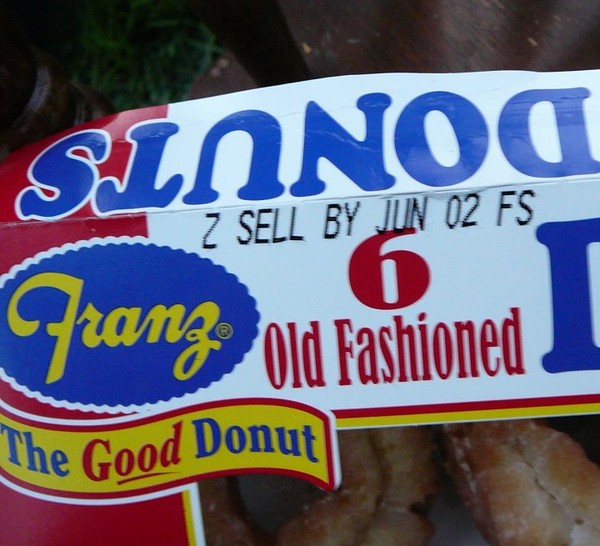 DONUTS
Z SELL BY JUN 02 FS
6
Old Fashioned
Franz®
The Good Donut
D